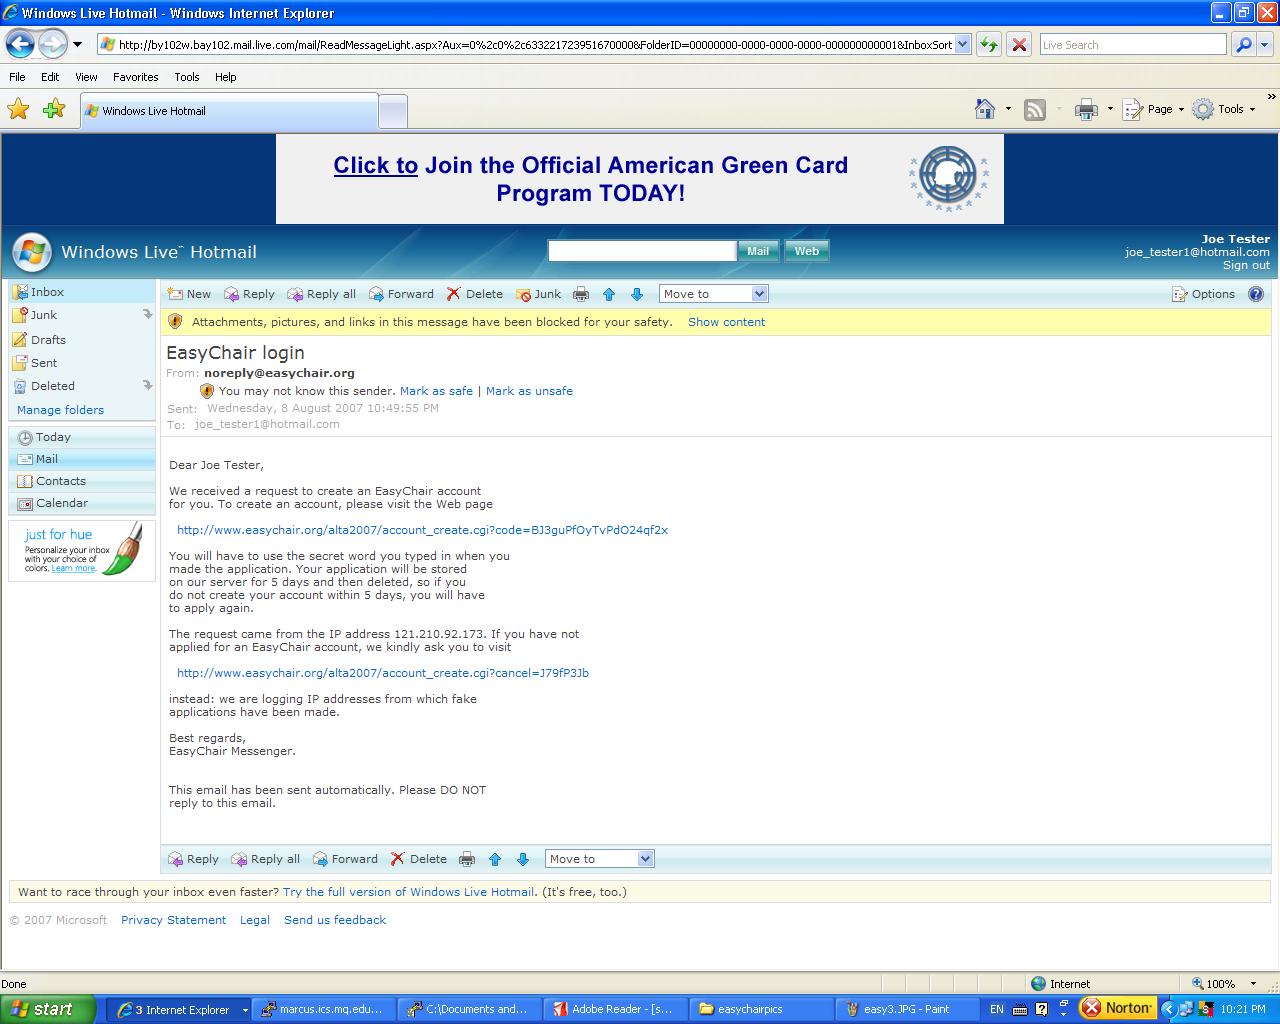 Windows Live Hotmail - Windows Internet Explorer
http://by102w.bay102.mail.live.com/mail/ReadMessageLight.aspx?Aux=0%2c0%2c633221723951670000&FolderID=00000000-0000-0000-0000-000000000001&InboxSort
Live Search
File Edit View Favorites Tools Help
Windows Live Hotmail
Page Tools
Click to Join the Official American Green Card
Program TODAY!
Windows Live™ Hotmail
Mail Web
Joe Tester
joe_tester1@hotmail.com
Sign out
Inbox
Junk
Drafts
Sent
Deleted
Manage folders
Today
Mail
Contacts
Calendar
just for hue
Personalize your inbox
with your choice of
colors. Learn more.
New Reply Reply all Forward Delete Junk Move to Options
Attachments, pictures, and links in this message have been blocked for your safety. Show content
EasyChair login
From: noreply@easychair.org
You may not know this sender. Mark as safe | Mark as unsafe
Sent: Wednesday, 8 August 2007 10:49:55 PM
To: joe_tester1@hotmail.com
Dear Joe Tester,
We received a request to create an EasyChair account
for you. To create an account, please visit the Web page
http://www.easychair.org/alta2007/account_create.cgi?code=BJ3guPfOyTvPdO24qf2x
You will have to use the secret word you typed in when you
made the application. Your application will be stored
on our server for 5 days and then deleted, so if you
do not create your account within 5 days, you will have
to apply again.
The request came from the IP address 121.210.92.173. If you have not
applied for an EasyChair account, we kindly ask you to visit
http://www.easychair.org/alta2007/account_create.cgi?cancel=J79fP3Jb
instead: we are logging IP addresses from which fake
applications have been made.
Best regards,
EasyChair Messenger.
This email has been sent automatically. Please DO NOT
reply to this email.
Reply Reply all Forward Delete Move to
Want to race through your inbox even faster? Try the full version of Windows Live Hotmail. (It's free, too.)
© 2007 Microsoft Privacy Statement Legal Send us feedback
Done Internet 100%
start 3 Internet Explorer marcus.ics.mq.edu... C:\Documents and... Adobe Reader - [s... easychairpics easy3.JPG - Paint EN Norton 10:21 PM